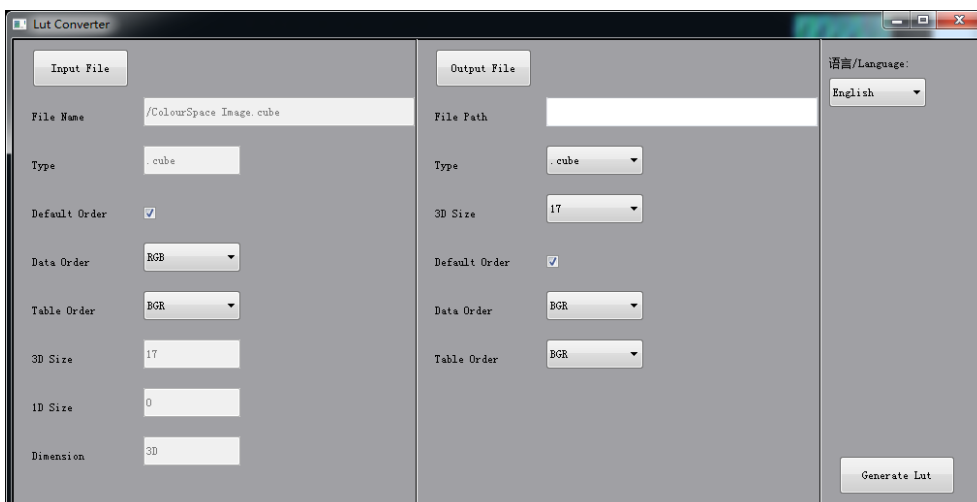 Lut Converter
Input File
File Name
/ColourSpace Image.cube
Type
.cube
Default Order
Data Order
RGB
Table Order
BGR
3D Size
17
1D Size
0
Dimension
3D
Output File
File Path
Type
.cube
3D Size
17
Default Order
Data Order
BGR
Table Order
BGR
语言/Language:
English
Generate Lut